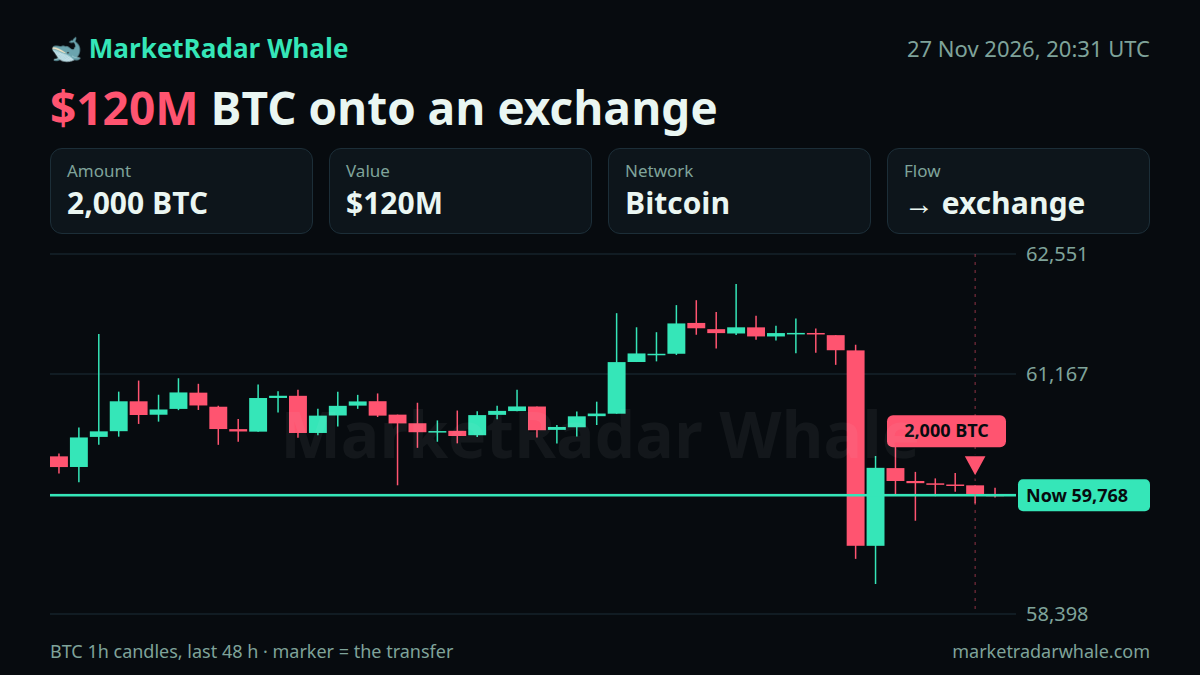 MarketRadar Whale
27 Nov 2026, 20:31 UTC
$120M BTC onto an exchange
Amount
2,000 BTC
Value
$120M
Network
Bitcoin
Flow
→ exchange
62,551
61,167
MarketRadar Whale
2,000 BTC
Now 59,768
58,398
BTC 1h candles, last 48 h · marker = the transfer
marketradarwhale.com